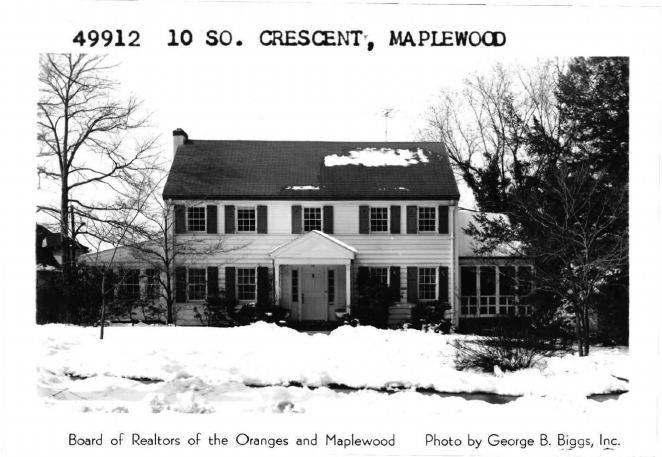 49912 10 SO. CRESCENT, MAPLEWOOD
Board of Realtors of the Oranges and Maplewood Photo by George B. Biggs, Inc.